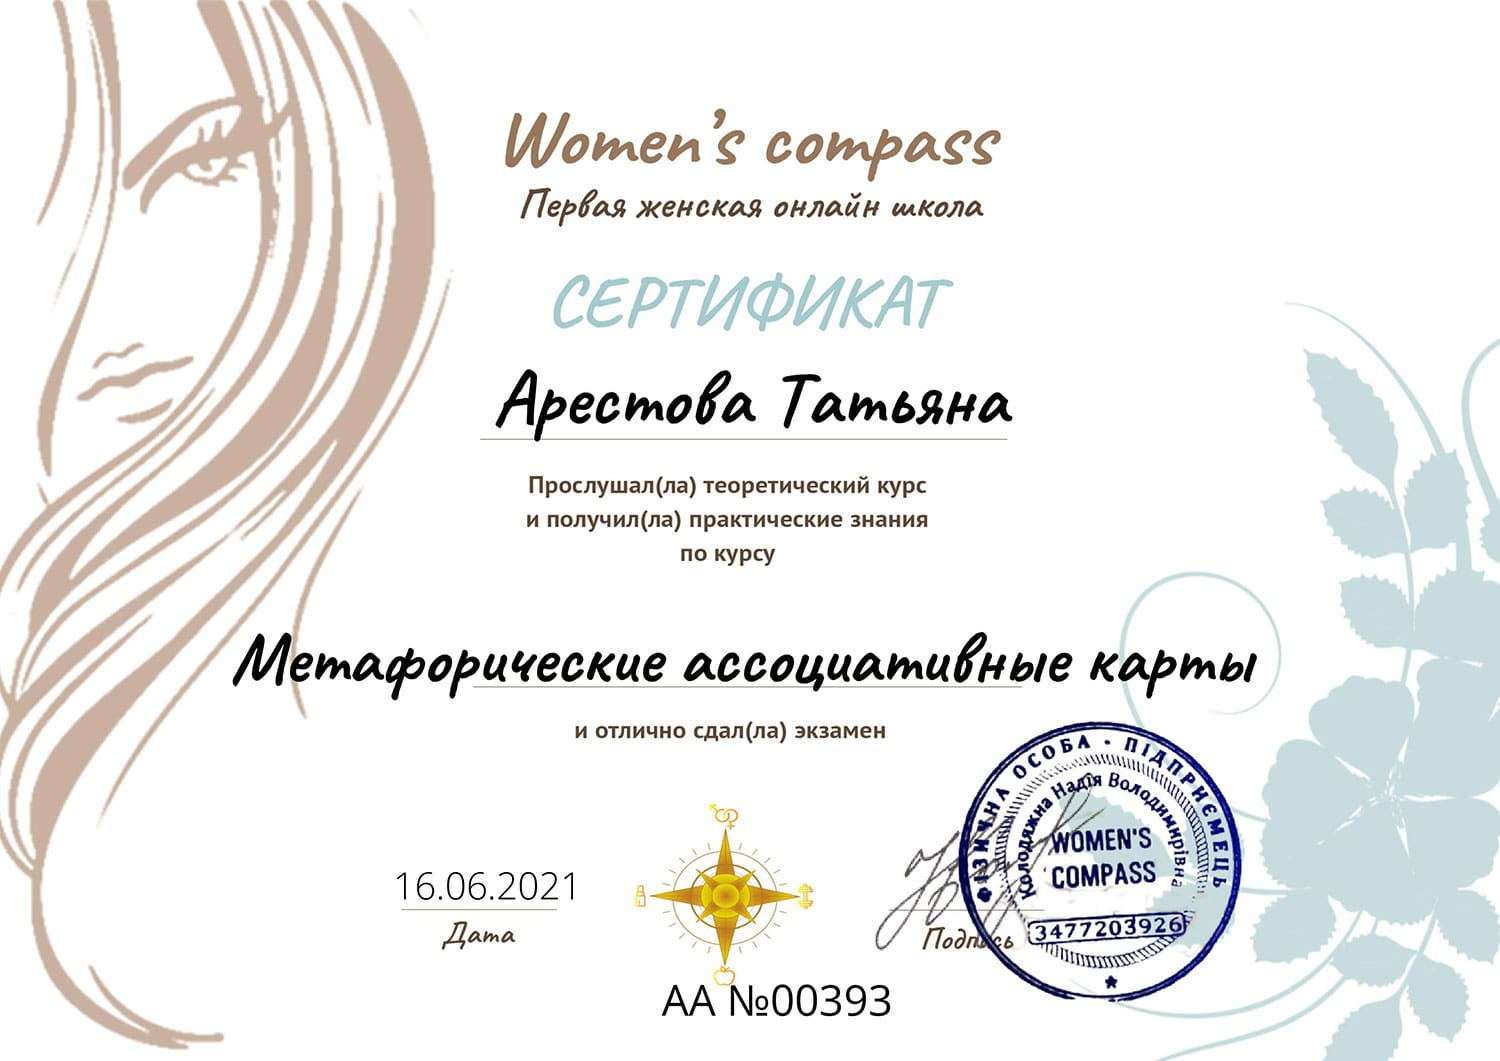 Women's compass
Первая женская онлайн школа
СЕРТИФИКАТ
Арестова Татьяна
Прослушал(ла) теоретический курс
и получил(ла) практические знания
по курсу
Метафорические ассоциативные карты
и отлично сдал(ла) экзамен
16.06.2021
Дата
Подпись
ФІЗИЧНА ОСОБА · ПІДПРИЄМЕЦЬ
Колодяжна Надія Володимирівна
WOMEN'S
COMPASS
3477203926
АА №00393